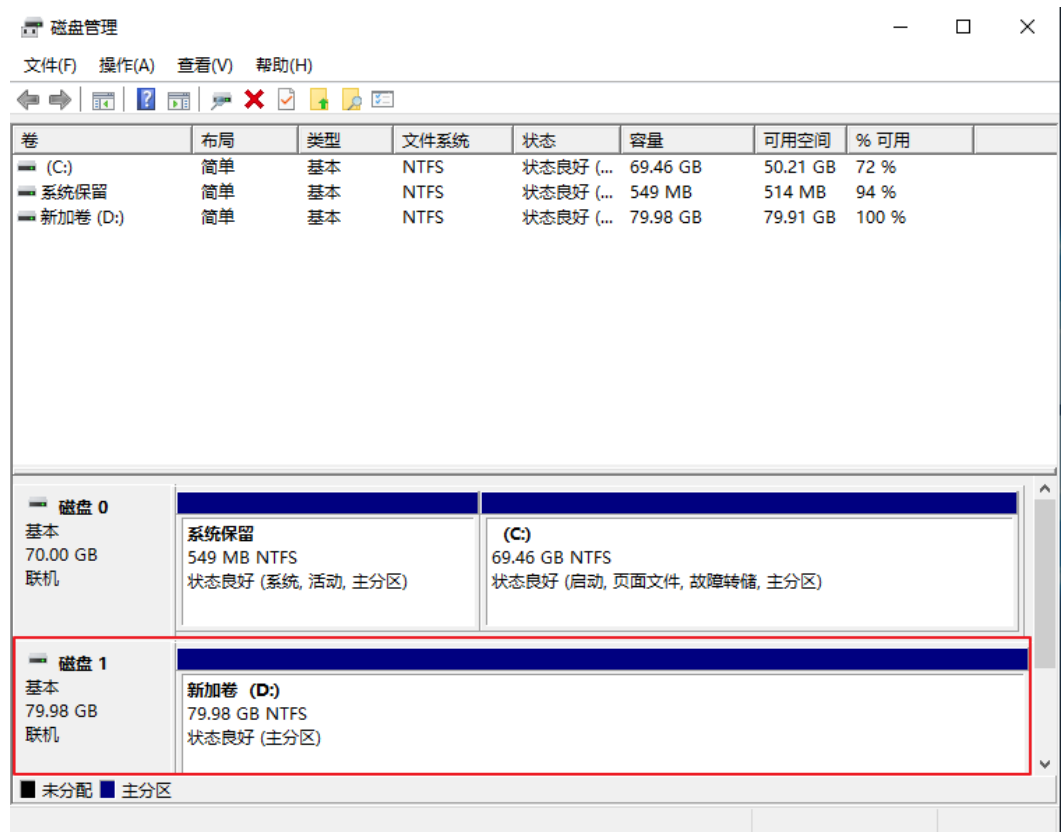 磁盘管理
文件(F) 操作(A) 查看(V) 帮助(H)
卷 布局 类型 文件系统 状态 容量 可用空间 % 可用
(C:) 简单 基本 NTFS 状态良好 (... 69.46 GB 50.21 GB 72 %
系统保留 简单 基本 NTFS 状态良好 (... 549 MB 514 MB 94 %
新加卷 (D:) 简单 基本 NTFS 状态良好 (... 79.98 GB 79.91 GB 100 %
磁盘 0
基本
70.00 GB
联机
系统保留
549 MB NTFS
状态良好 (系统, 活动, 主分区)
(C:)
69.46 GB NTFS
状态良好 (启动, 页面文件, 故障转储, 主分区)
磁盘 1
基本
79.98 GB
联机
新加卷 (D:)
79.98 GB NTFS
状态良好 (主分区)
未分配 主分区